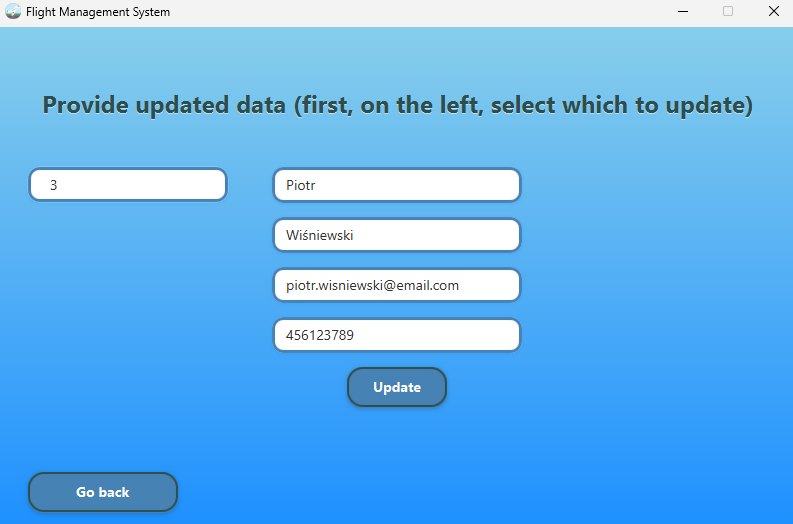 Flight Management System
Provide updated data (first, on the left, select which to update)
3
Piotr
Wiśniewski
piotr.wisniewski@email.com
456123789
Update
Go back